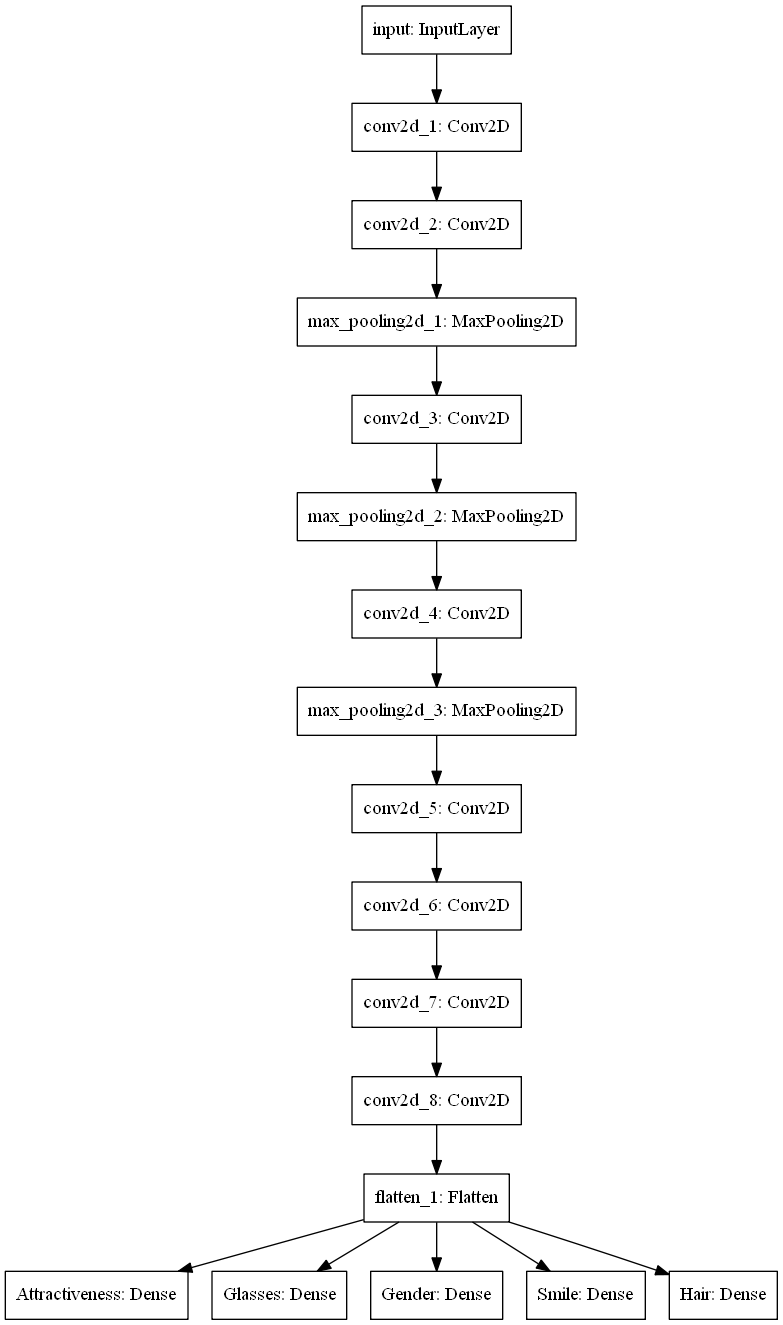 input: InputLayer
conv2d_1: Conv2D
conv2d_2: Conv2D
max_pooling2d_1: MaxPooling2D
conv2d_3: Conv2D
max_pooling2d_2: MaxPooling2D
conv2d_4: Conv2D
max_pooling2d_3: MaxPooling2D
conv2d_5: Conv2D
conv2d_6: Conv2D
conv2d_7: Conv2D
conv2d_8: Conv2D
flatten_1: Flatten
Attractiveness: Dense
Glasses: Dense
Gender: Dense
Smile: Dense
Hair: Dense